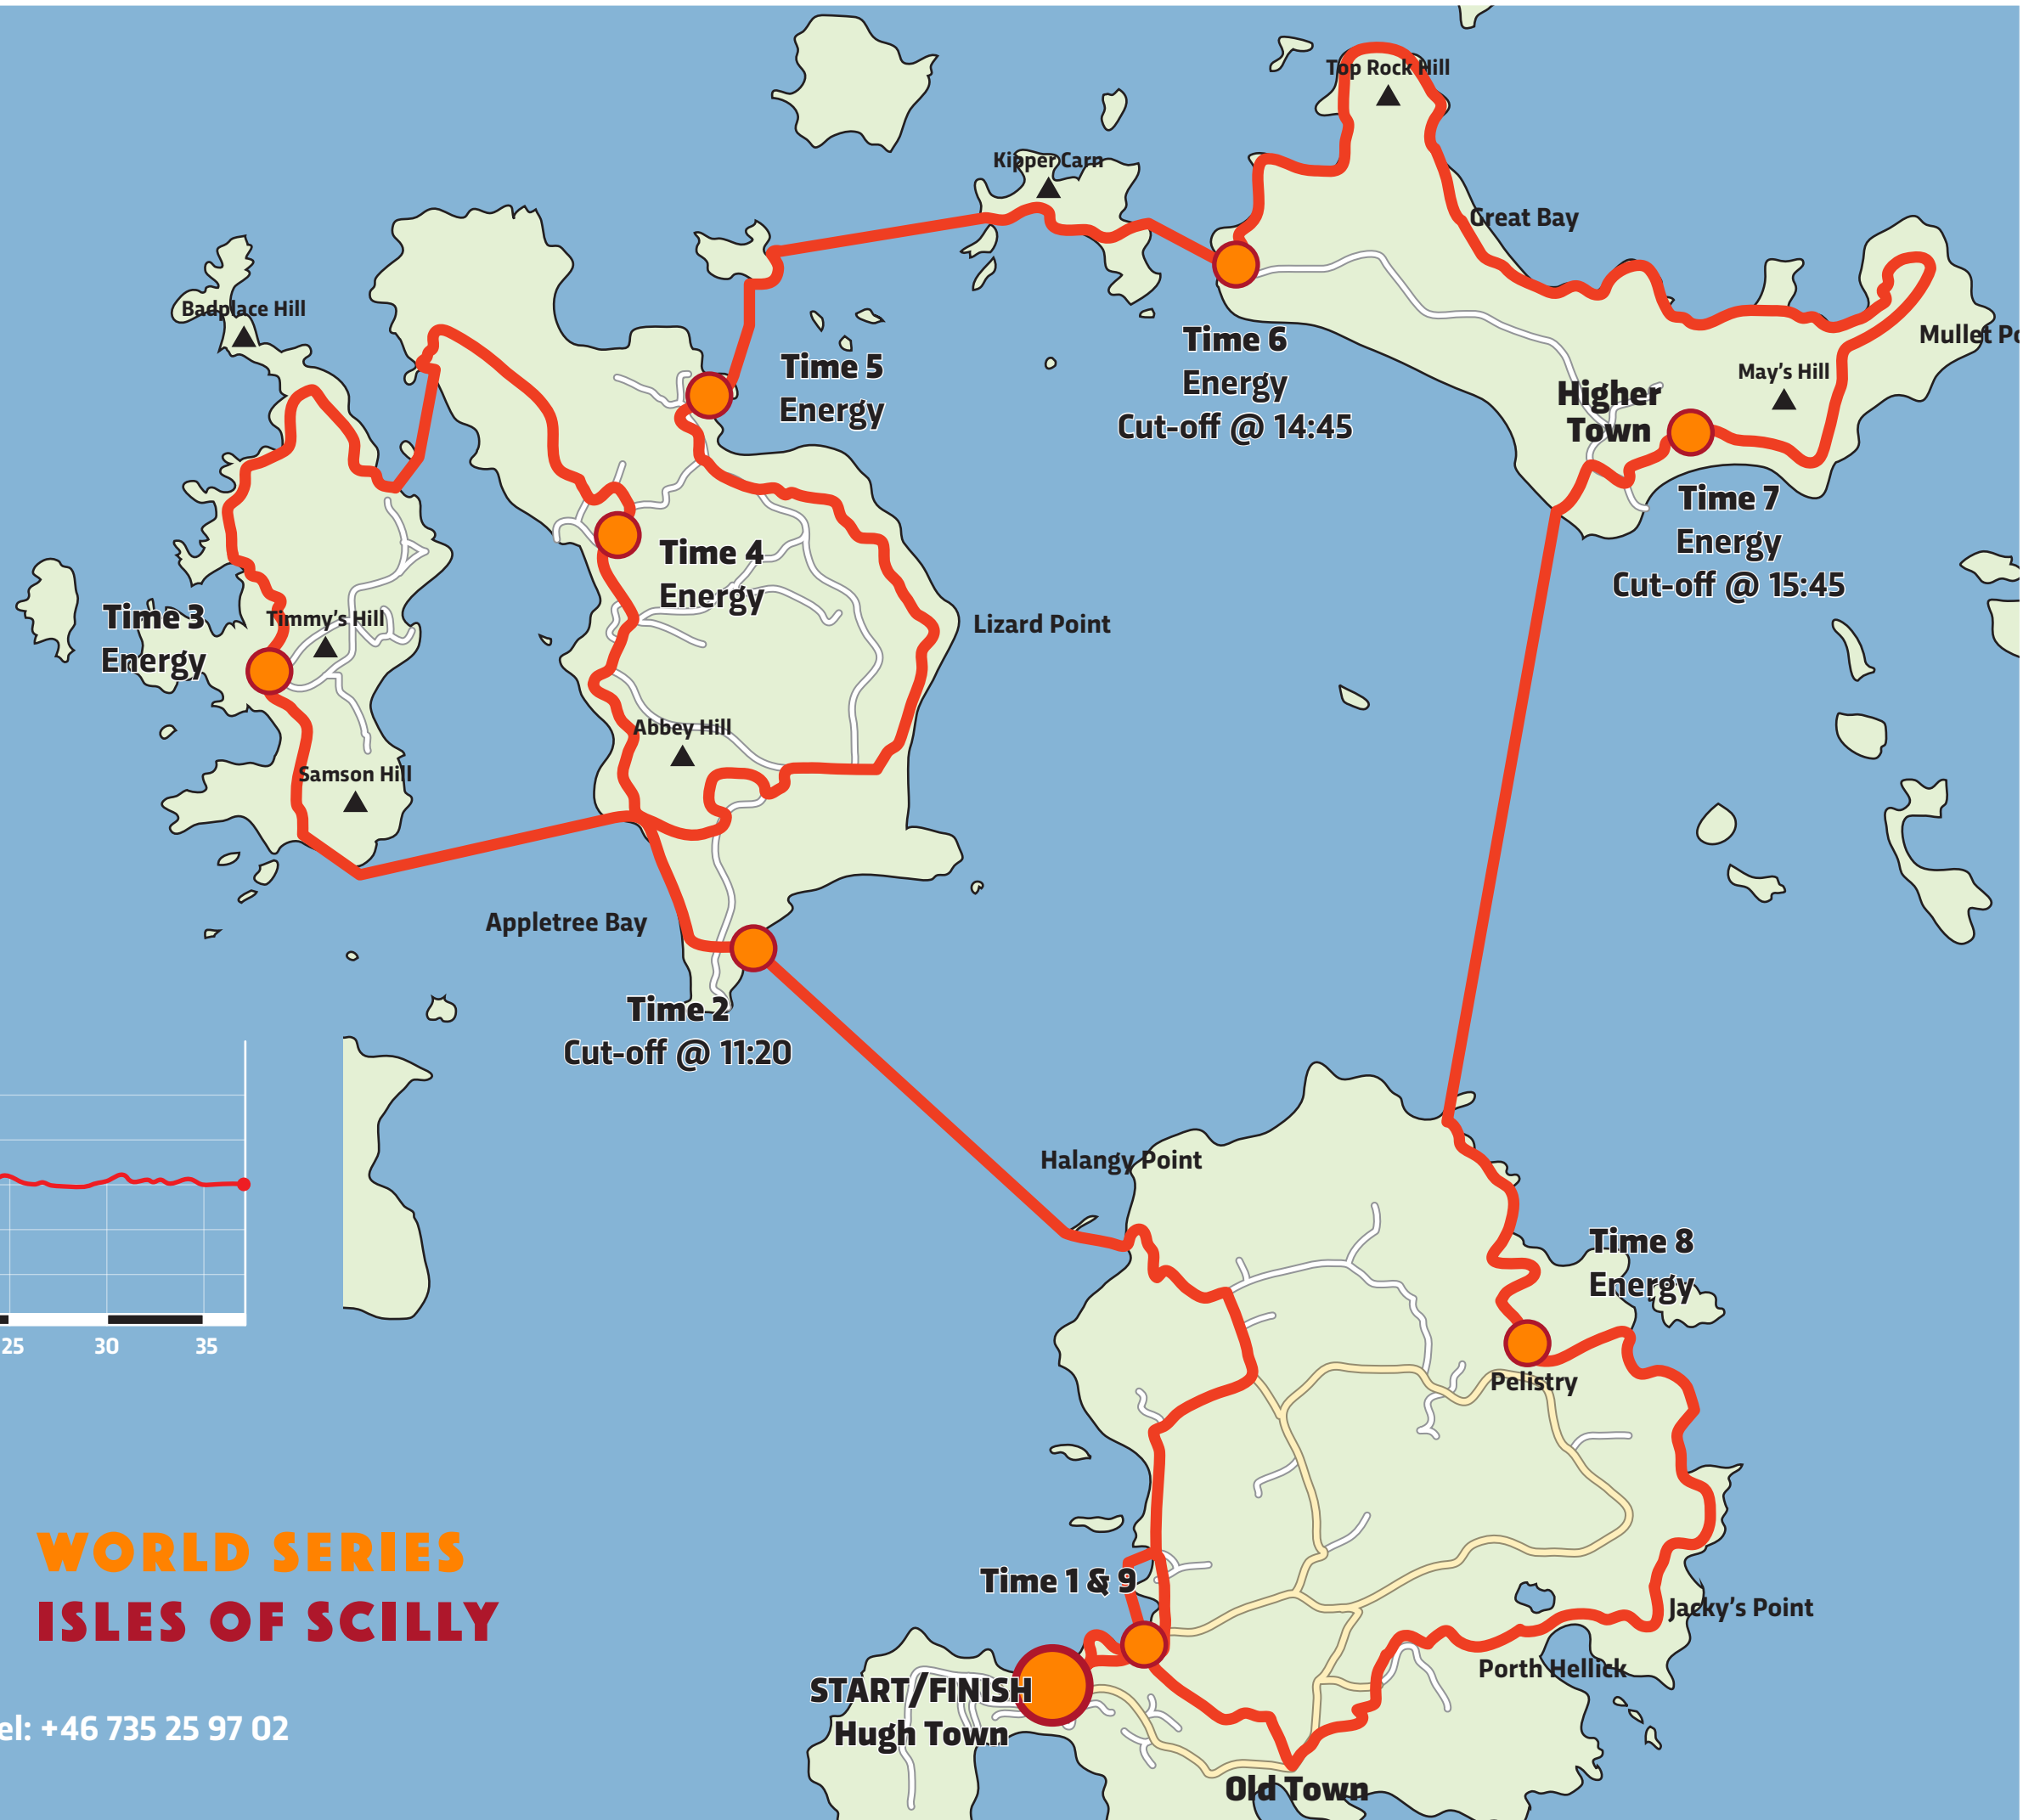 Top Rock Hill
Kipper Carn
Great Bay
Badplace Hill
Mullet Po
Time 6
Energy
Cut-off @ 14:45
Time 5
Energy
May's Hill
Higher
Town
Time 7
Energy
Cut-off @ 15:45
Time 4
Energy
Time 3
Energy
Timmy's Hill
Lizard Point
Abbey Hill
Samson Hill
Appletree Bay
Time 2
Cut-off @ 11:20
Halangy Point
Time 8
Energy
Pelistry
25 30 35
WORLD SERIES
ISLES OF SCILLY
Time 1 & 9
Jacky's Point
Porth Hellick
START/FINISH
Hugh Town
el: +46 735 25 97 02
Old Town